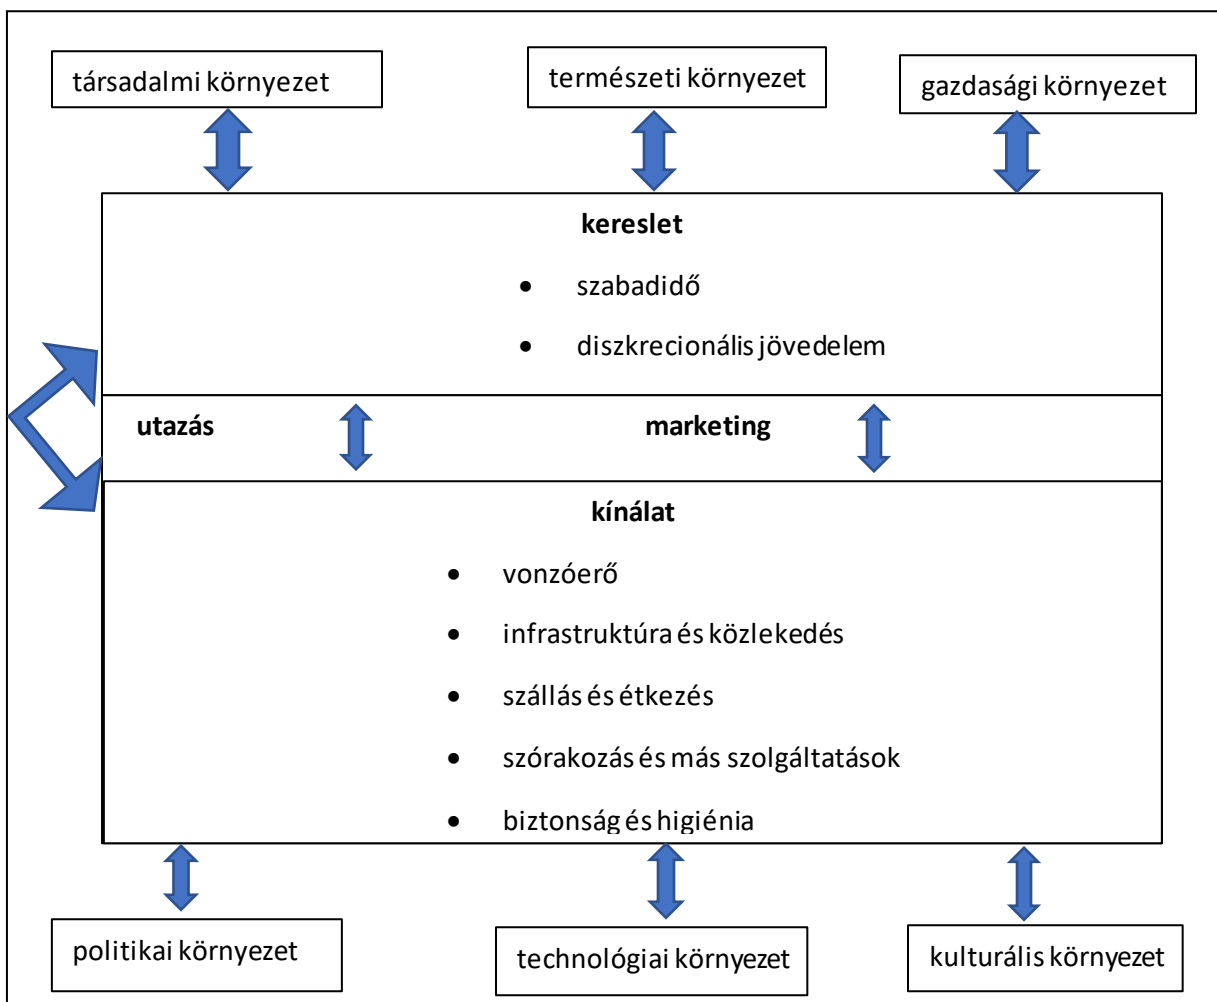 társadalmi környezet
természeti környezet
gazdasági környezet
kereslet
• szabadidő
• diszkrecionális jövedelem
utazás marketing
kínálat
• vonzóerő
• infrastruktúra és közlekedés
• szállás és étkezés
• szórakozás és más szolgáltatások
• biztonság és higiénia
politikai környezet
technológiai környezet
kulturális környezet